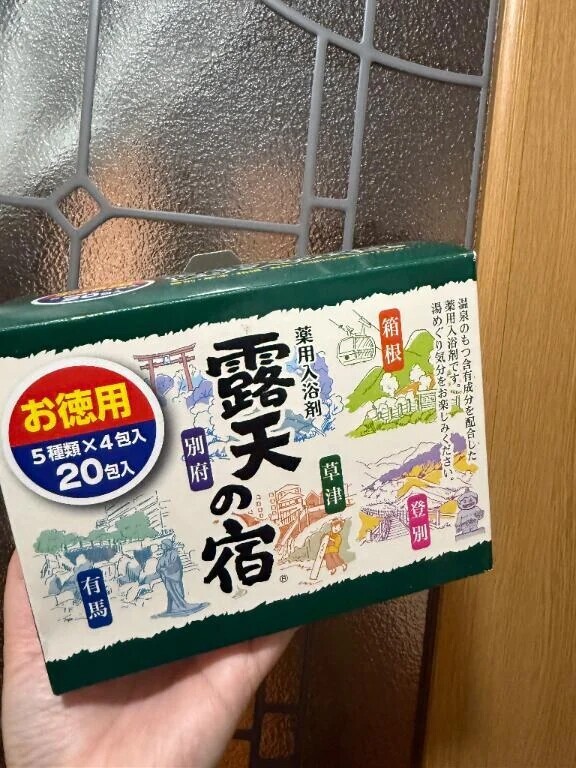 お徳用
5種類×4包入
20包入
薬用入浴剤
露天の宿
®
箱根
別府
草津
登別
有馬
温泉のもつ含有成分を配合した
薬用入浴剤です。
湯めぐり気分をお楽しみください。